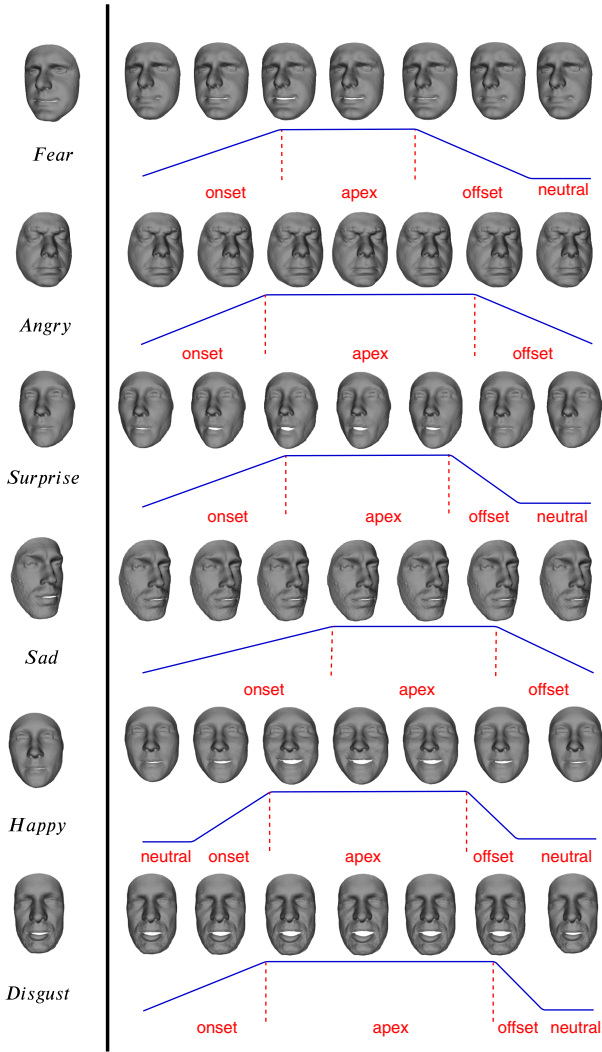 Fear
onset apex offset neutral
Angry
onset apex offset
Surprise
onset apex offset neutral
Sad
onset apex offset
Happy
neutral onset apex offset neutral
Disgust
onset apex offset neutral